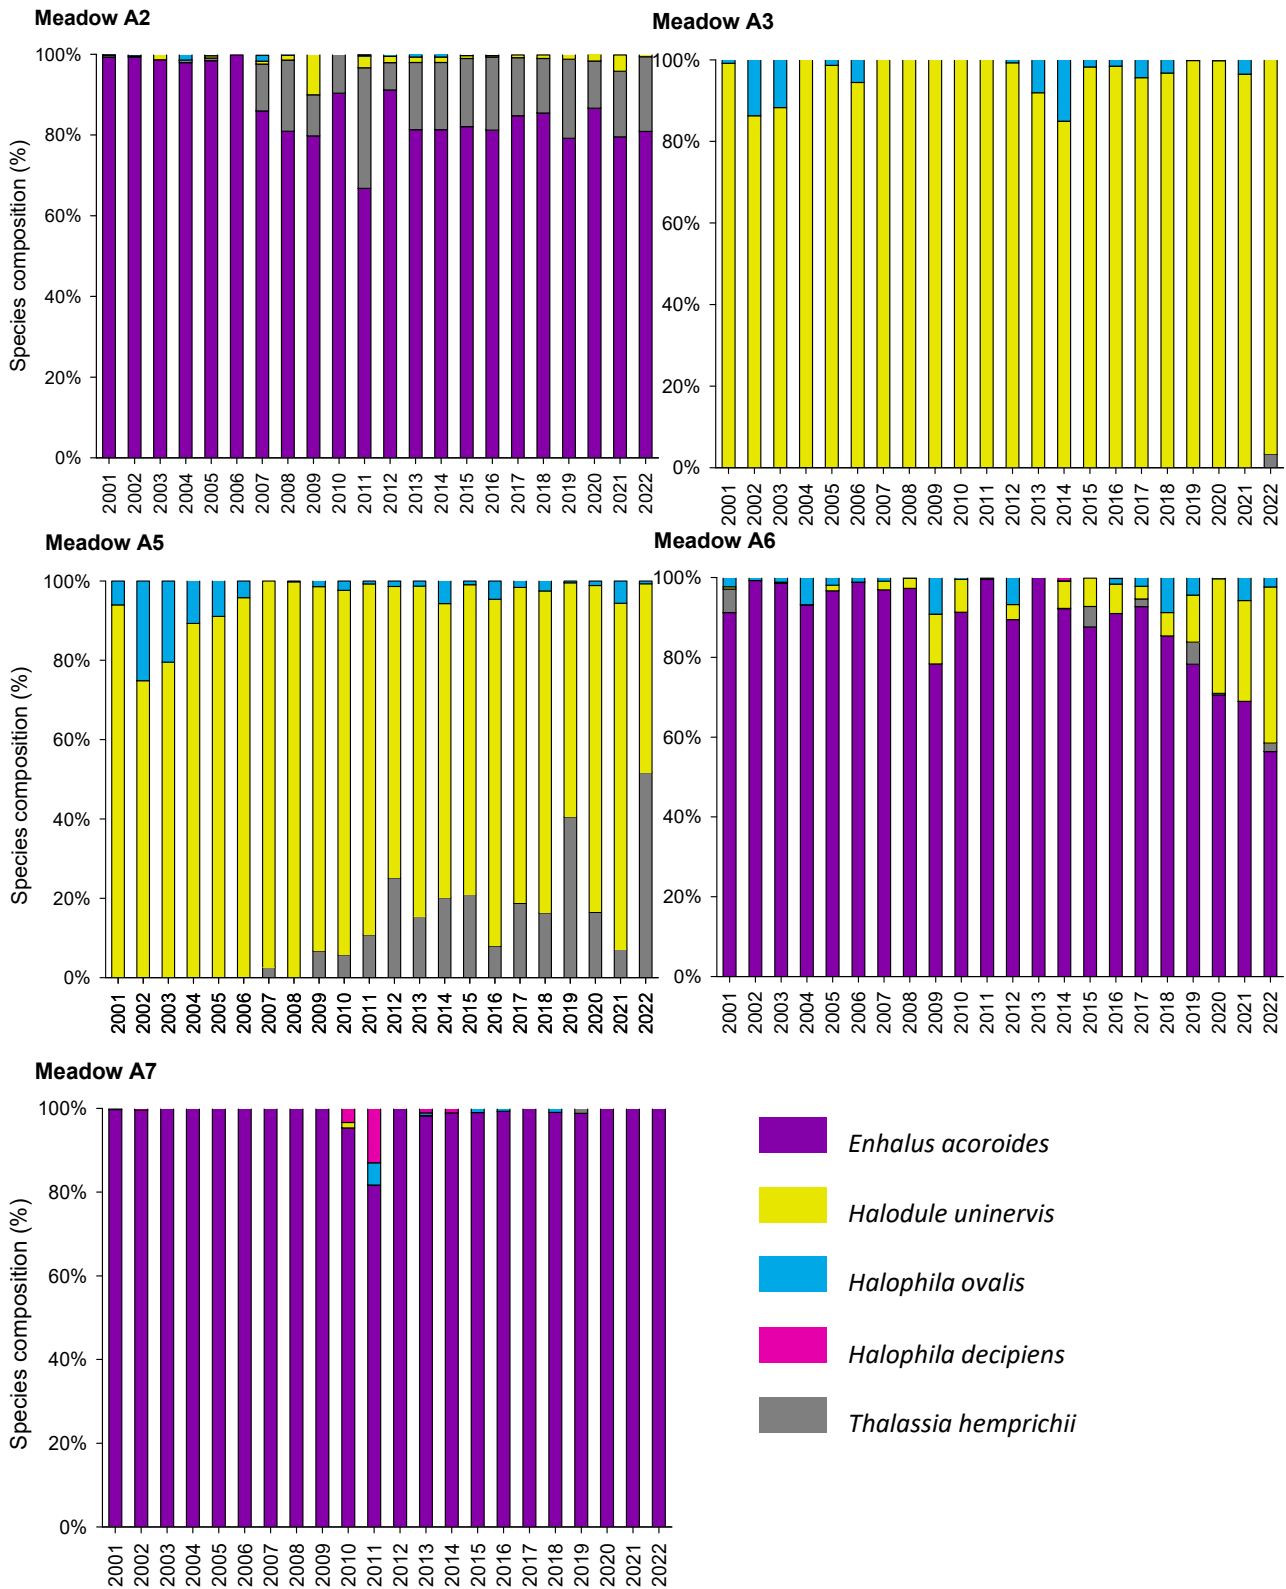 Meadow A2
Species composition (%)
100%
80%
60%
40%
20%
0%
2001 2002 2003 2004 2005 2006 2007 2008 2009 2010 2011 2012 2013 2014 2015 2016 2017 2018 2019 2020 2021 2022
Meadow A3
100%
80%
60%
40%
20%
0%
2001 2002 2003 2004 2005 2006 2007 2008 2009 2010 2011 2012 2013 2014 2015 2016 2017 2018 2019 2020 2021 2022
Meadow A5
Species composition (%)
100%
80%
60%
40%
20%
0%
2001 2002 2003 2004 2005 2006 2007 2008 2009 2010 2011 2012 2013 2014 2015 2016 2017 2018 2019 2020 2021 2022
Meadow A6
100%
80%
60%
40%
20%
0%
2001 2002 2003 2004 2005 2006 2007 2008 2009 2010 2011 2012 2013 2014 2015 2016 2017 2018 2019 2020 2021 2022
Meadow A7
Species composition (%)
100%
80%
60%
40%
20%
0%
2001 2002 2003 2004 2005 2006 2007 2008 2009 2010 2011 2012 2013 2014 2015 2016 2017 2018 2019 2020 2021 2022
Enhalus acoroides
Halodule uninervis
Halophila ovalis
Halophila decipiens
Thalassia hemprichii